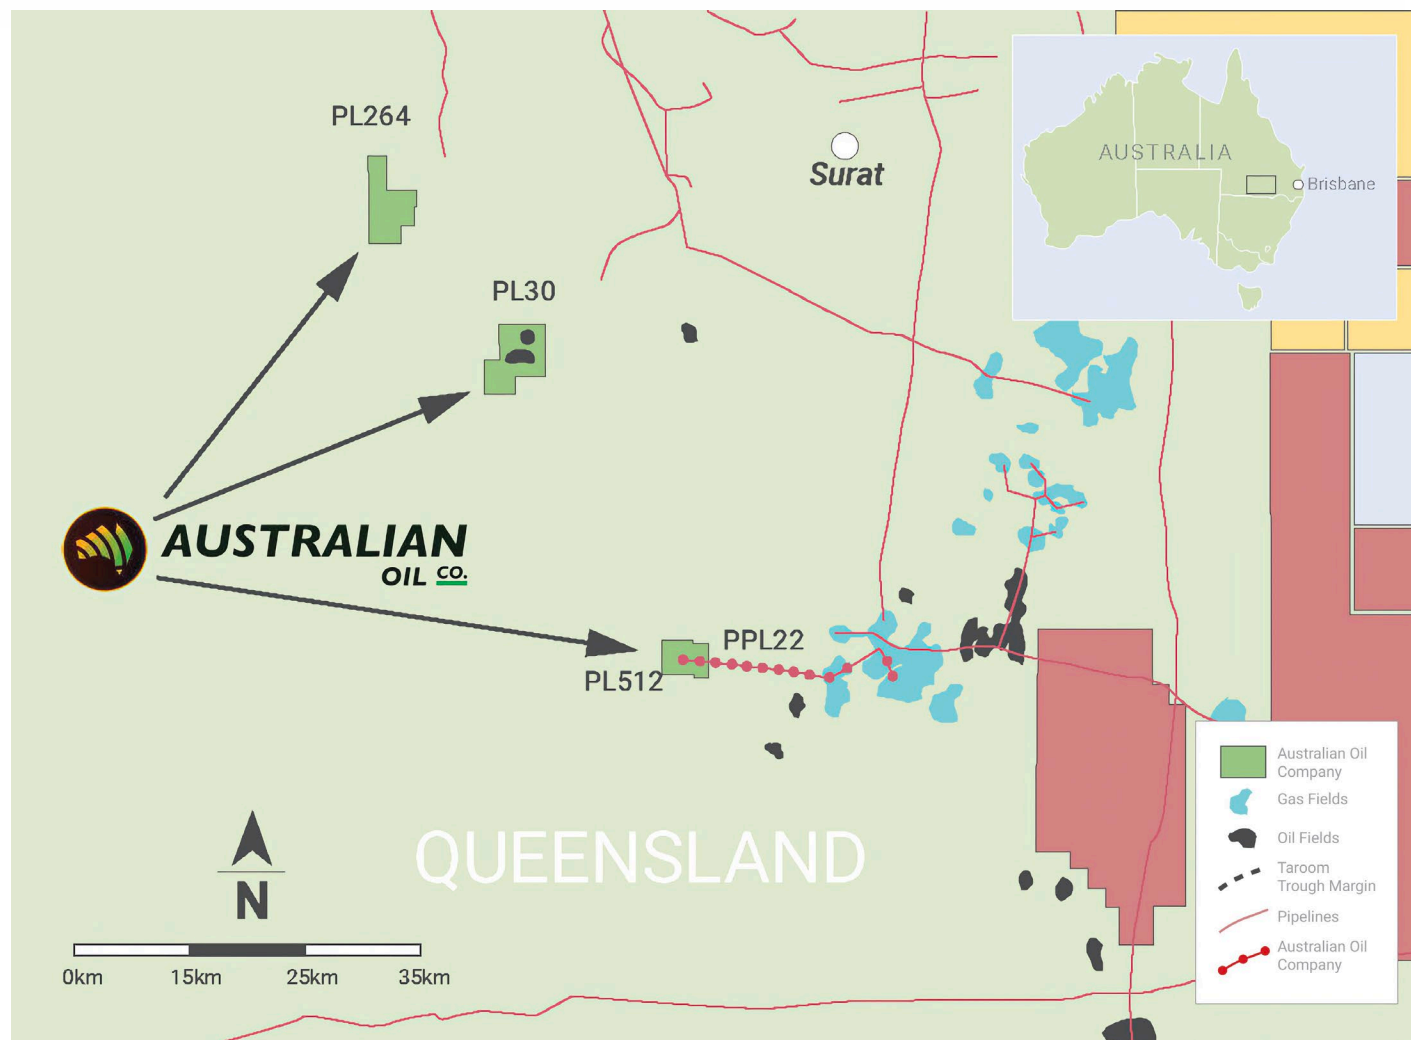 PL264
Surat
AUSTRALIA
Brisbane
PL30
AUSTRALIAN
OIL CO.
PPL22
PL512
QUEENSLAND
N
0km 15km 25km 35km
Australian Oil
Company
Gas Fields
Oil Fields
Taroom
Trough Margin
Pipelines
Australian Oil
Company